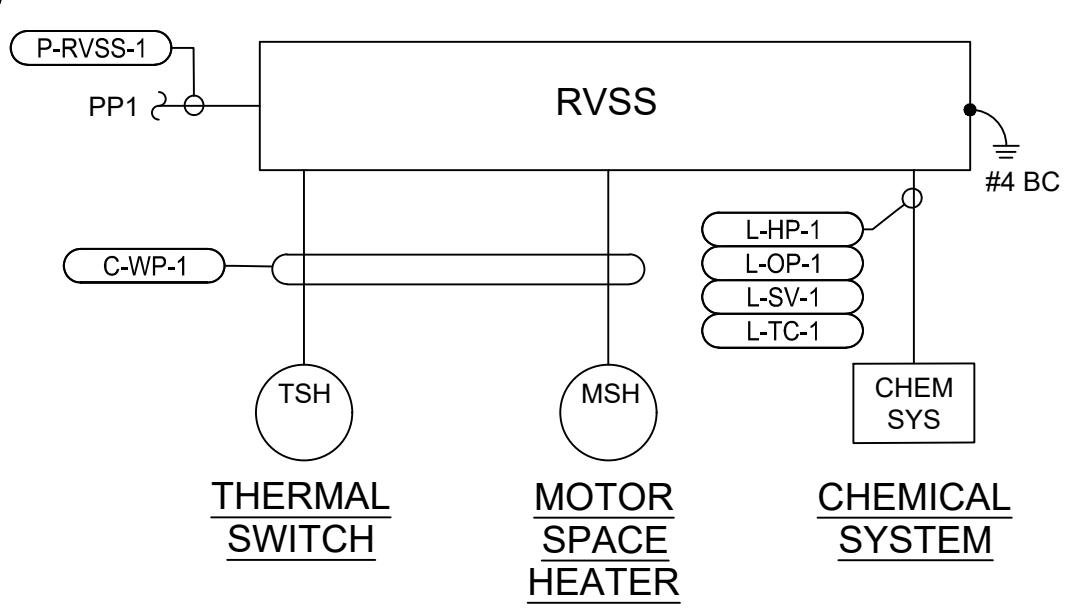 P-RVSS-1
PP1
RVSS
#4 BC
L-HP-1
L-OP-1
L-SV-1
L-TC-1
C-WP-1
TSH
MSH
CHEM
SYS
THERMAL
SWITCH
MOTOR
SPACE
HEATER
CHEMICAL
SYSTEM